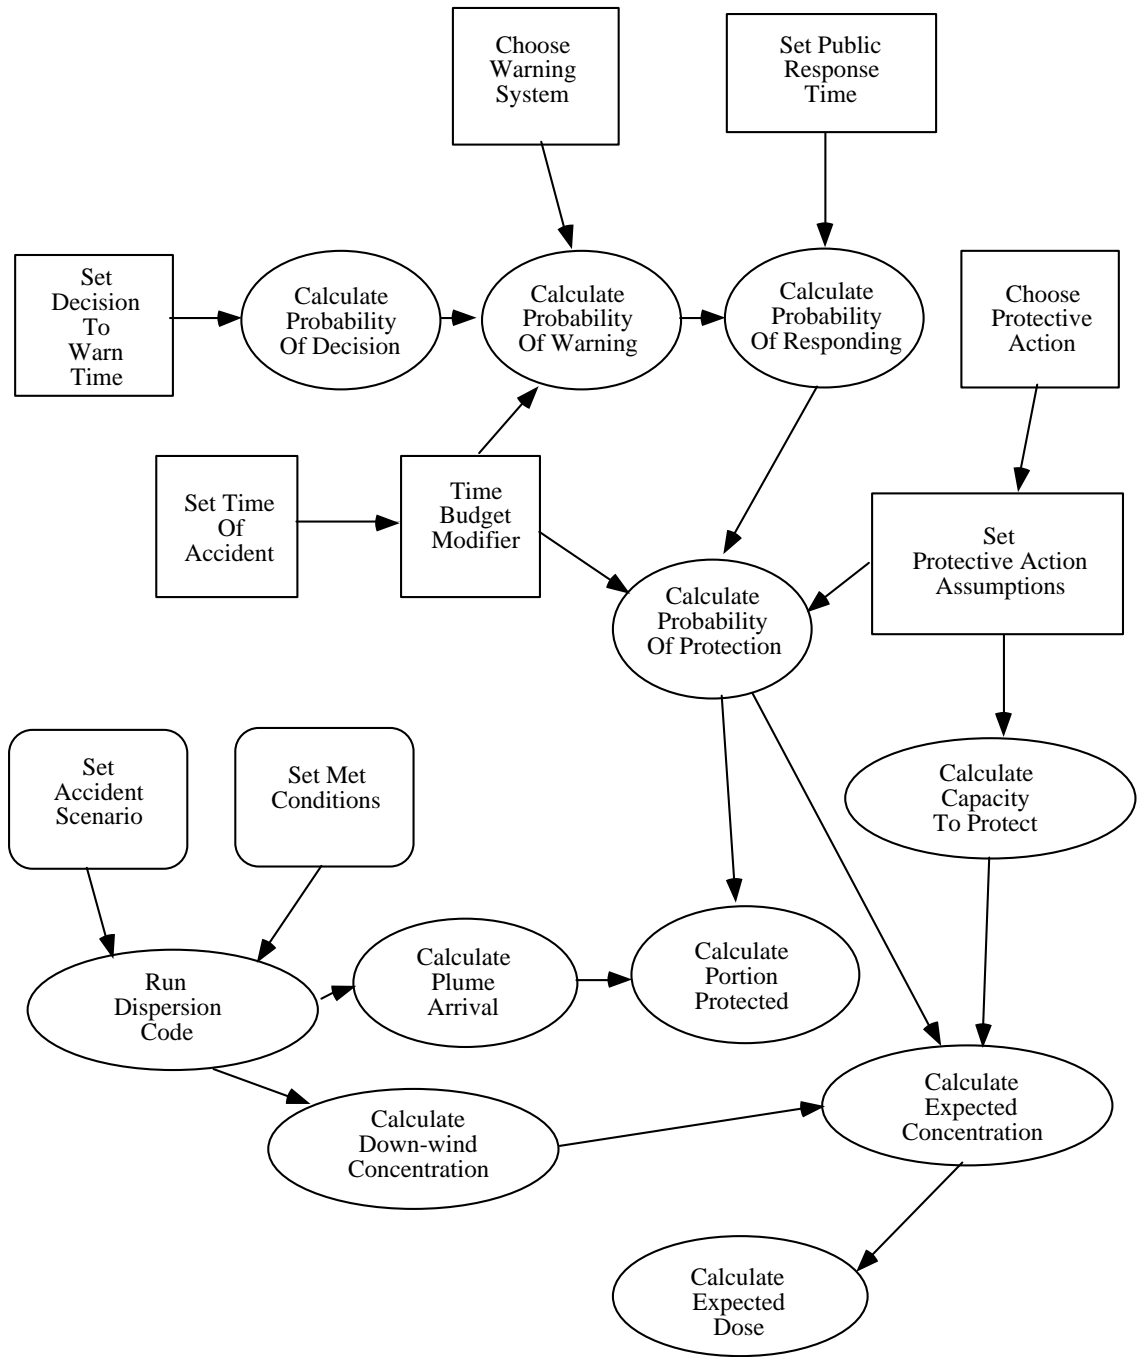 Choose
Warning
System
Set Public
Response
Time
Set
Decision
To
Warn
Time
Calculate
Probability
Of Decision
Calculate
Probability
Of Warning
Calculate
Probability
Of Responding
Choose
Protective
Action
Set Time
Of
Accident
Time
Budget
Modifier
Set
Protective Action
Assumptions
Calculate
Probability
Of Protection
Set
Accident
Scenario
Set Met
Conditions
Calculate
Capacity
To Protect
Run
Dispersion
Code
Calculate
Plume
Arrival
Calculate
Portion
Protected
Calculate
Down-wind
Concentration
Calculate
Expected
Concentration
Calculate
Expected
Dose